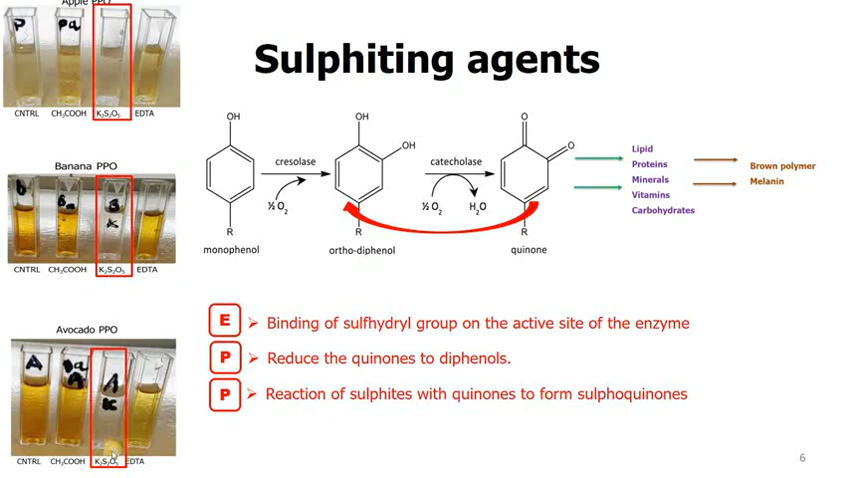 Apple PPO
P
Pa
CNTRL CH₃COOH K₂S₂O₅ EDTA
Banana PPO
B
Ba
B
K
CNTRL CH₃COOH K₂S₂O₅ EDTA
Avocado PPO
A
A
A
K
CNTRL CH₃COOH K₂S₂O₅ EDTA
Sulphiting agents
OH
OH
OH
O
O
cresolase
catecholase
½ O₂
½ O₂
H₂O
R
R
R
monophenol
ortho-diphenol
quinone
Lipid
Proteins
Minerals
Vitamins
Carbohydrates
Brown polymer
Melanin
E ➢ Binding of sulfhydryl group on the active site of the enzyme
P ➢ Reduce the quinones to diphenols.
P ➢ Reaction of sulphites with quinones to form sulphoquinones
6